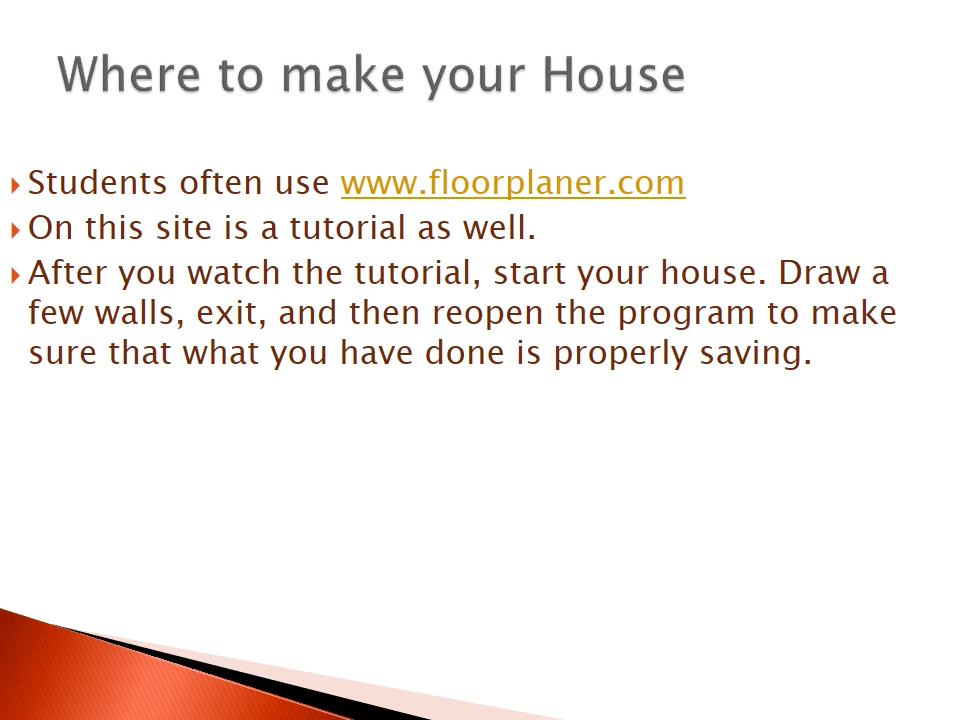 Where to make your House
Students often use www.floorplaner.com
On this site is a tutorial as well.
After you watch the tutorial, start your house. Draw a
few walls, exit, and then reopen the program to make
sure that what you have done is properly saving.